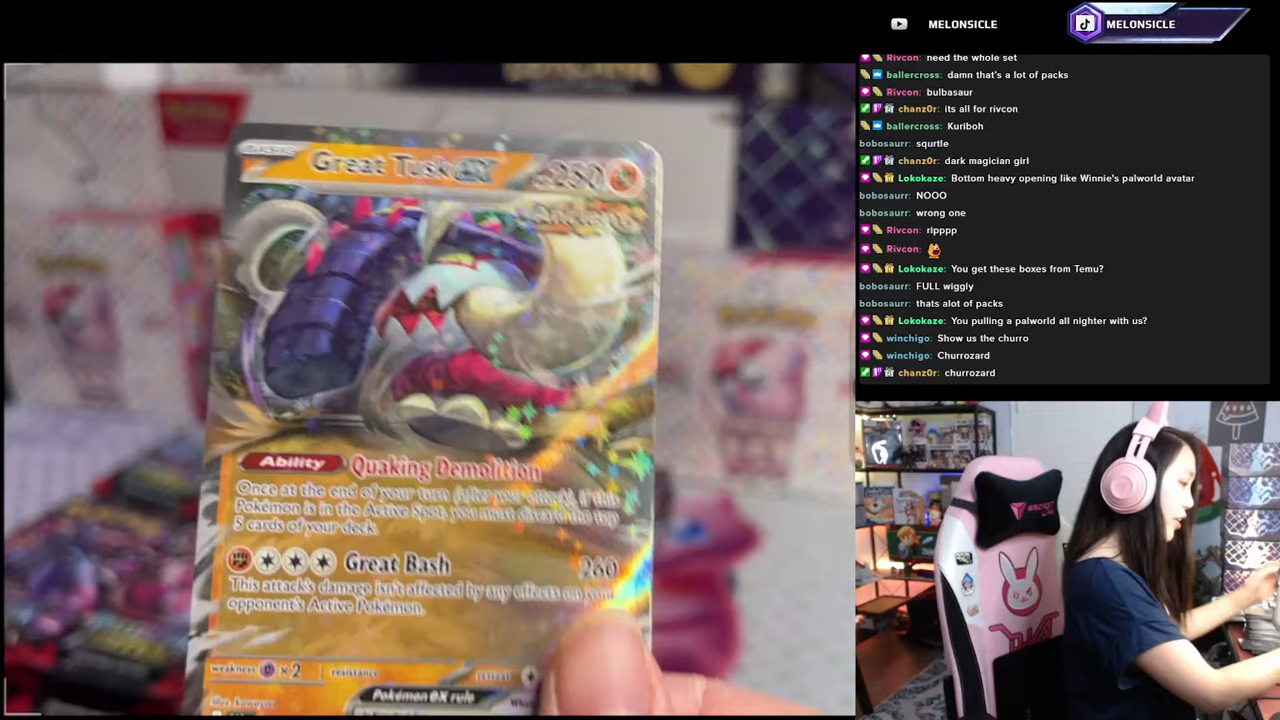 MELONSICLE
MELONSICLE
Rivcon: need the whole set
ballercross: damn that's a lot of packs
Rivcon: bulbasaur
chanz0r: its all for rivcon
ballercross: Kuriboh
bobosaurr: squrtle
chanz0r: dark magician girl
Lokokaze: Bottom heavy opening like Winnie's palworld avatar
bobosaurr: NOOO
bobosaurr: wrong one
Rivcon: ripppp
Rivcon:
Lokokaze: You get these boxes from Temu?
bobosaurr: FULL wiggly
bobosaurr: thats alot of packs
Lokokaze: You pulling a palworld all nighter with us?
winchigo: Show us the churro
winchigo: Churrozard
chanz0r: churrozard
BASIC
Great Tusk ex 250
Ancient
Ability Quaking Demolition
Once at the end of your turn (after your attack), if this
Pokémon is in the Active Spot, you must discard the top
5 cards of your deck.
Great Bash 260
This attack's damage isn't affected by any effects on your
opponent's Active Pokémon.
weakness ×2 resistance retreat
Pokémon ex rule